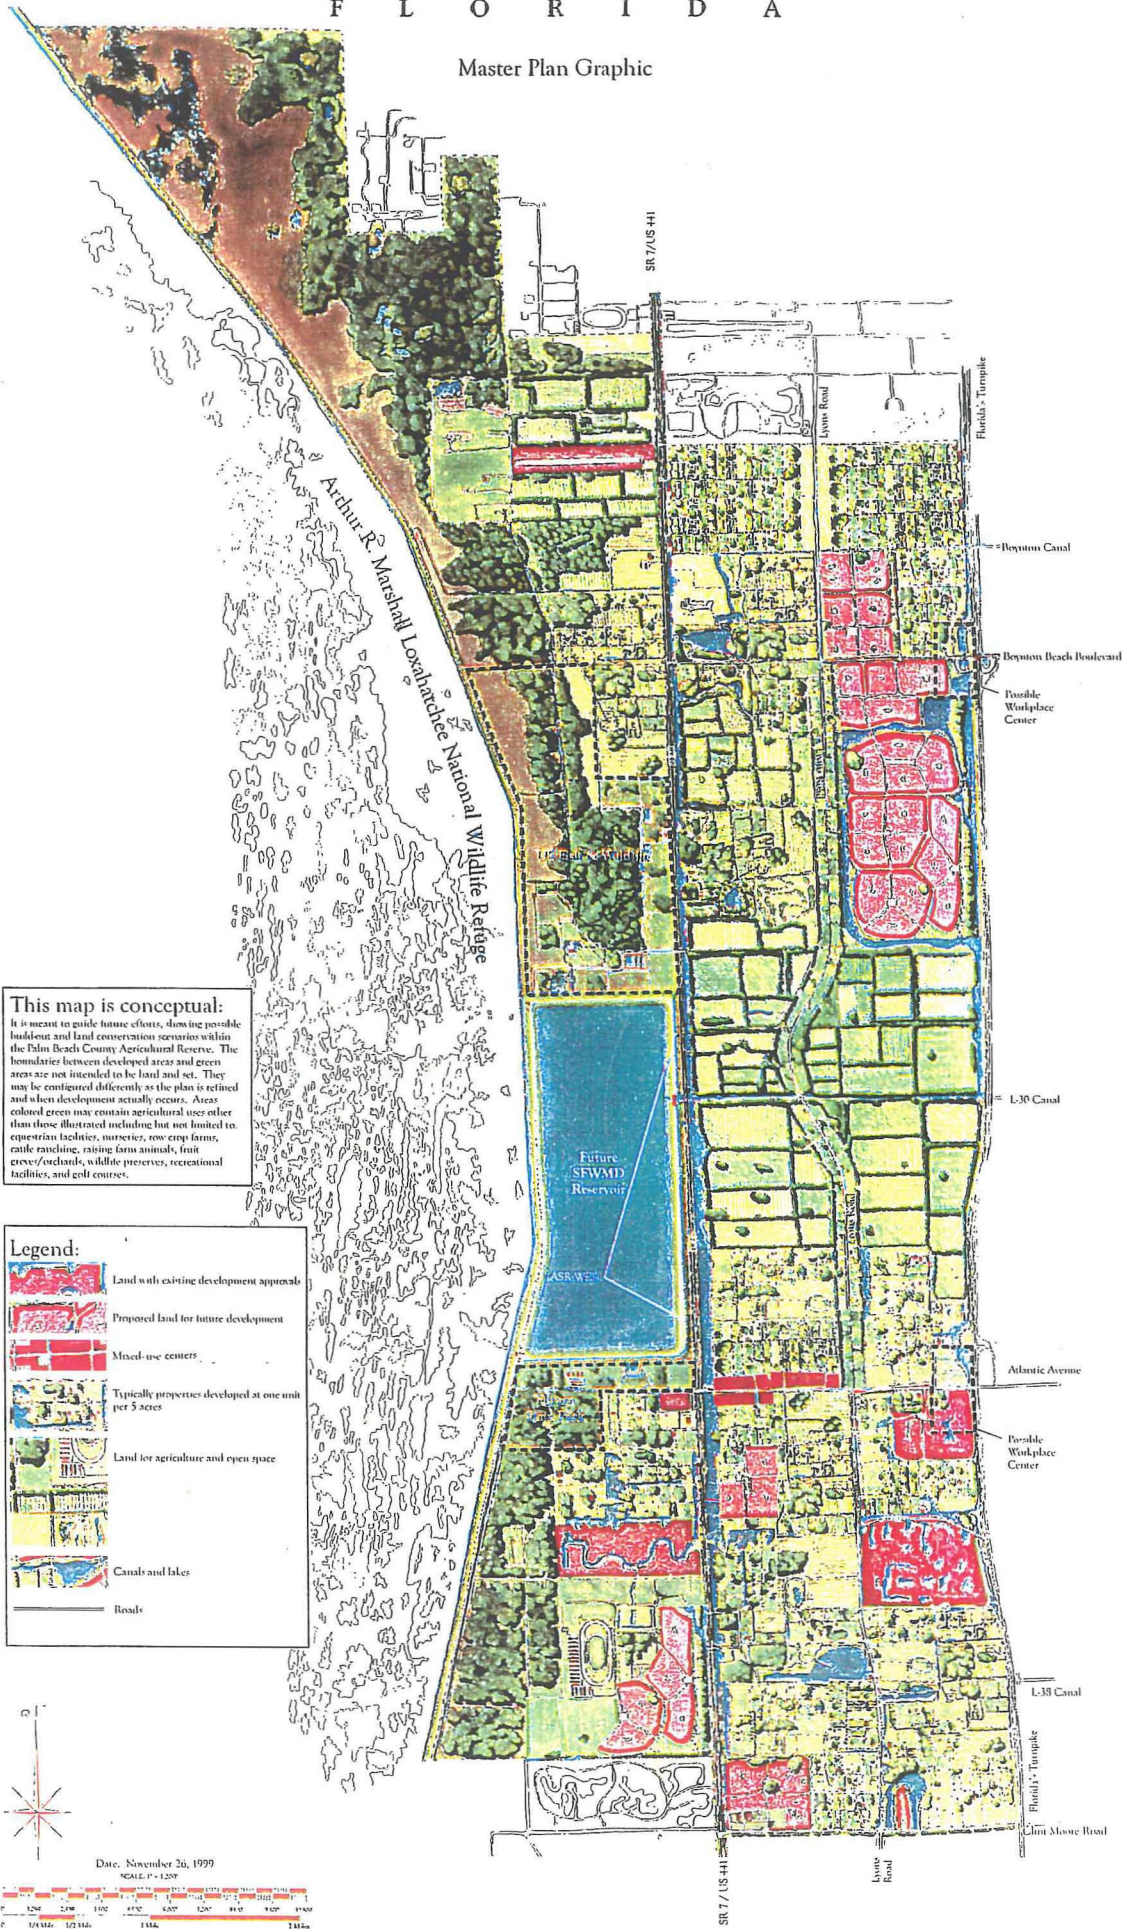 F L O R I D A
Master Plan Graphic
SR 7/US 441
Lyons Road
Florida's Turnpike
Boynton Canal
Boynton Beach Boulevard
Possible
Workplace
Center
Arthur R. Marshall Loxahatchee National Wildlife Refuge
This map is conceptual:
It is meant to guide future efforts, showing possible
build-out and land conservation scenarios within
the Palm Beach County Agricultural Reserve. The
boundaries between developed areas and green
areas are not intended to be hard and set. They
may be configured differently as the plan is refined
and when development actually occurs. Areas
colored green may contain agricultural uses other
than those illustrated including but not limited to
equestrian facilities, nurseries, row crop farms,
cattle ranching, raising farm animals, fruit
groves/orchards, wildlife preserves, recreational
facilities, and golf courses.
L-30 Canal
Future
SFWMD
Reservoir
Lyons Road
Legend:
Land with existing development approvals
Proposed land for future development
Mixed-use centers
Typically properties developed at one unit
per 5 acres
Land for agriculture and open space
Canals and lakes
Roads
Atlantic Avenue
Possible
Workplace
Center
L-38 Canal
Florida's Turnpike
Clint Moore Road
SR 7 / US 441
Lyons
Road
Date: November 26, 1999